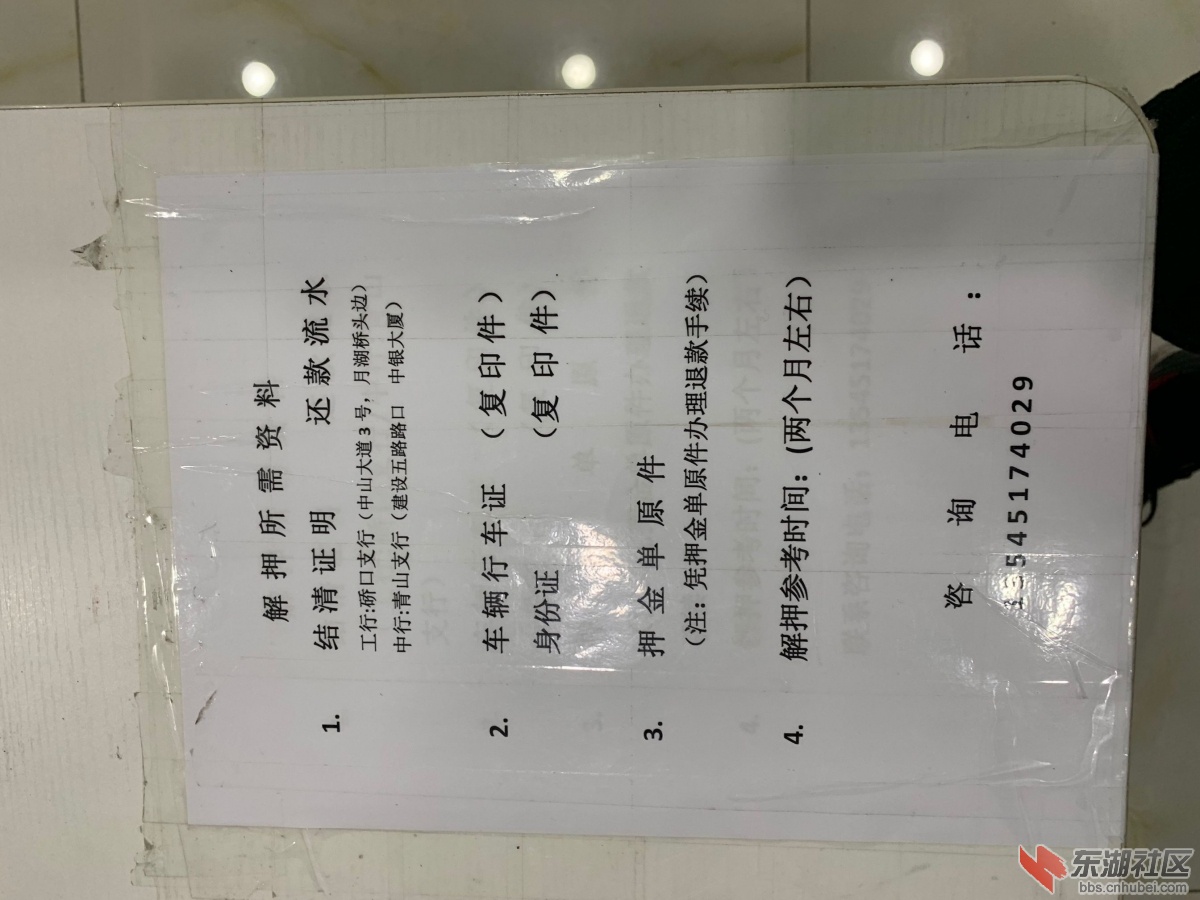 解押所需资料
1. 结清证明 还款流水
工行:硚口支行（中山大道3号，月湖桥头边）
中行:青山支行（建设五路路口 中银大厦）
2. 车辆行车证（复印件）
身份证 （复印件）
3. 押金单原件
（注：凭押金单原件办理退款手续）
4. 解押参考时间：(两个月左右）
咨询电话：
13545174029
东湖社区
bbs.cnhubei.com